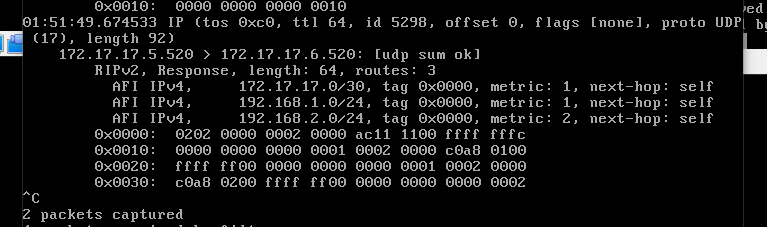 0x0010: 0000 0000 0000 0010
01:51:49.674533 IP (tos 0xc0, ttl 64, id 5298, offset 0, flags [none], proto UDP
(17), length 92)
172.17.17.5.520 > 172.17.17.6.520: [udp sum ok]
RIPv2, Response, length: 64, routes: 3
AFI IPv4, 172.17.17.0/30, tag 0x0000, metric: 1, next-hop: self
AFI IPv4, 192.168.1.0/24, tag 0x0000, metric: 1, next-hop: self
AFI IPv4, 192.168.2.0/24, tag 0x0000, metric: 2, next-hop: self
0x0000: 0202 0000 0002 0000 ac11 1100 ffff fffc
0x0010: 0000 0000 0000 0001 0002 0000 c0a8 0100
0x0020: ffff ff00 0000 0000 0000 0001 0002 0000
0x0030: c0a8 0200 ffff ff00 0000 0000 0000 0002
^C
2 packets captured